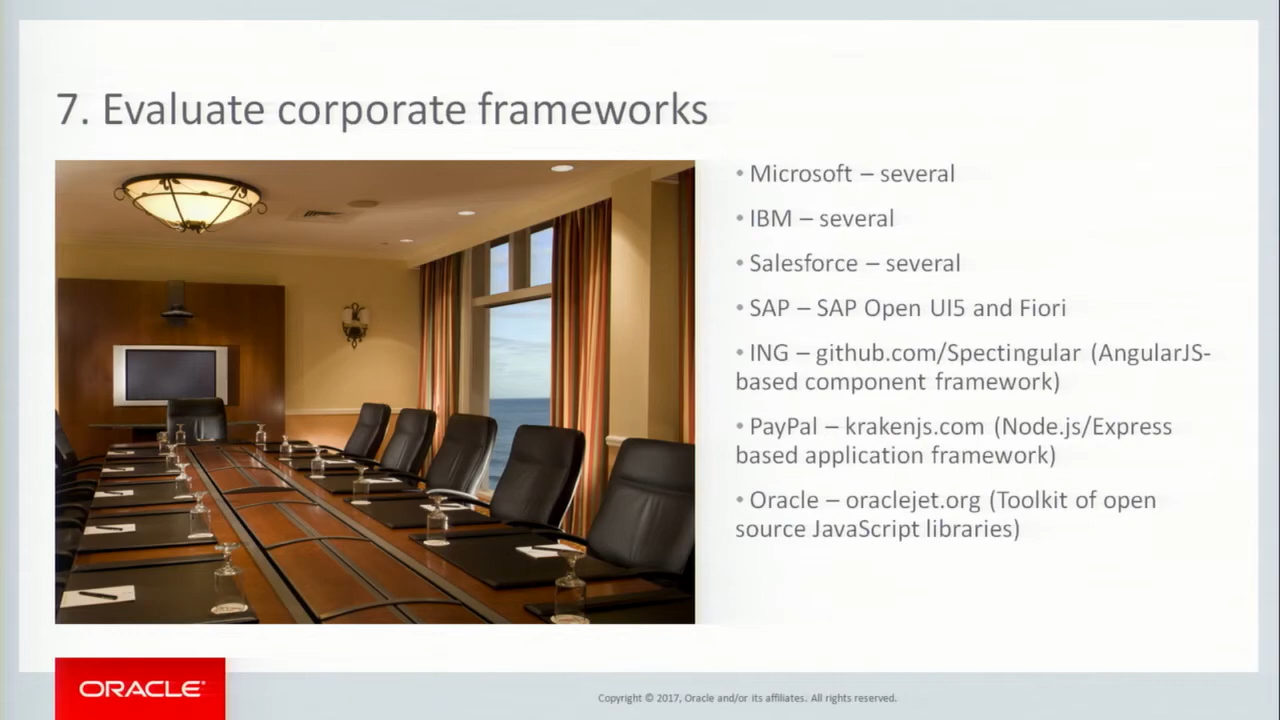 7. Evaluate corporate frameworks
• Microsoft – several
• IBM – several
• Salesforce – several
• SAP – SAP Open UI5 and Fiori
• ING – github.com/Spectingular (AngularJS-
based component framework)
• PayPal – krakenjs.com (Node.js/Express
based application framework)
• Oracle – oraclejet.org (Toolkit of open
source JavaScript libraries)
ORACLE®
Copyright © 2017, Oracle and/or its affiliates. All rights reserved.